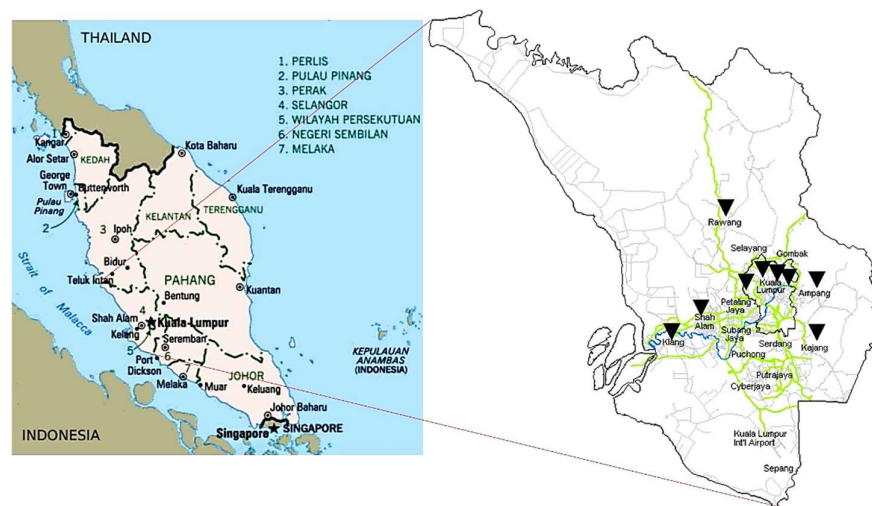 THAILAND
1. PERLIS
2. PULAU PINANG
3. PERAK
4. SELANGOR
5. WILAYAH PERSEKUTUAN
6. NEGERI SEMBILAN
7. MELAKA
1
Kangar
Alor Setar
KEDAH
Kota Baharu
George
Town
Butterworth
Pulau
Pinang
2
Kuala Terengganu
KELANTAN
TERENGGANU
3
Ipoh
Bidur
PAHANG
Teluk Intan
Kuantan
Bentung
Strait of Malacca
4
Shah Alam
Kuala Lumpur
Kelang
Seremban
5
6
Port
Dickson
7
JOHOR
Melaka
Muar
Keluang
KEPULAUAN
ANAMBAS
(INDONESIA)
Johor Baharu
Singapore
SINGAPORE
INDONESIA
Rawang
Selayang
Gombak
Kuala
Lumpur
Ampang
Petaling
Jaya
Shah
Alam
Subang
Jaya
Klang
Serdang
Kajang
Puchong
Putrajaya
Cyberjaya
Kuala Lumpur
Int'l Airport
Sepang